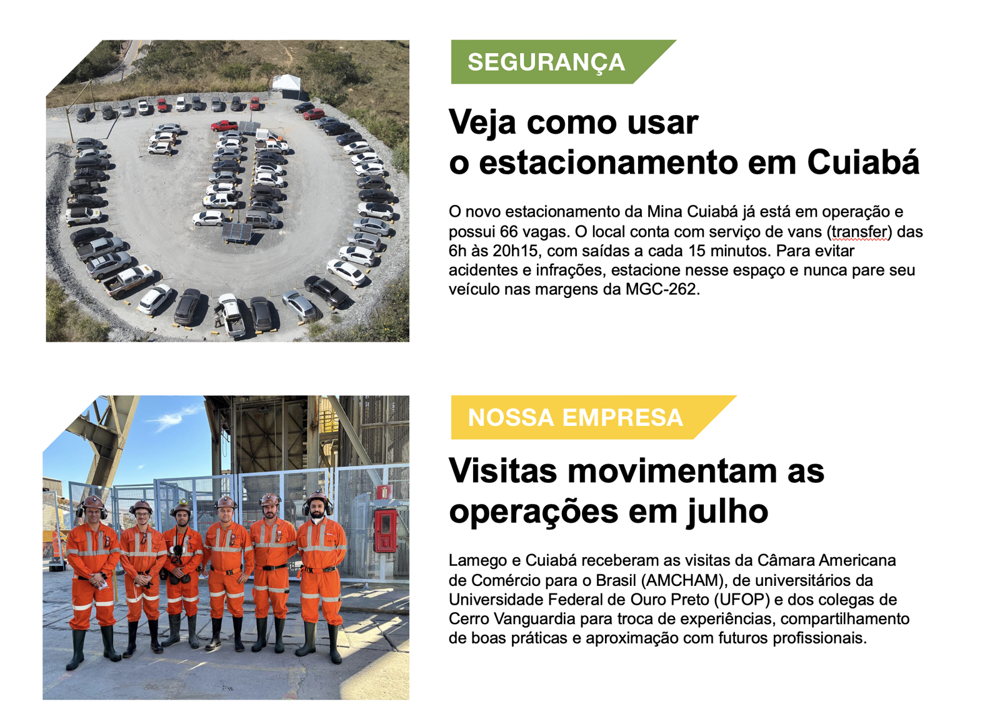 SEGURANÇA
Veja como usar
o estacionamento em Cuiabá
O novo estacionamento da Mina Cuiabá já está em operação e
possui 66 vagas. O local conta com serviço de vans (transfer) das
6h às 20h15, com saídas a cada 15 minutos. Para evitar
acidentes e infrações, estacione nesse espaço e nunca pare seu
veículo nas margens da MGC-262.
NOSSA EMPRESA
Visitas movimentam as
operações em julho
Lamego e Cuiabá receberam as visitas da Câmara Americana
de Comércio para o Brasil (AMCHAM), de universitários da
Universidade Federal de Ouro Preto (UFOP) e dos colegas de
Cerro Vanguardia para troca de experiências, compartilhamento
de boas práticas e aproximação com futuros profissionais.